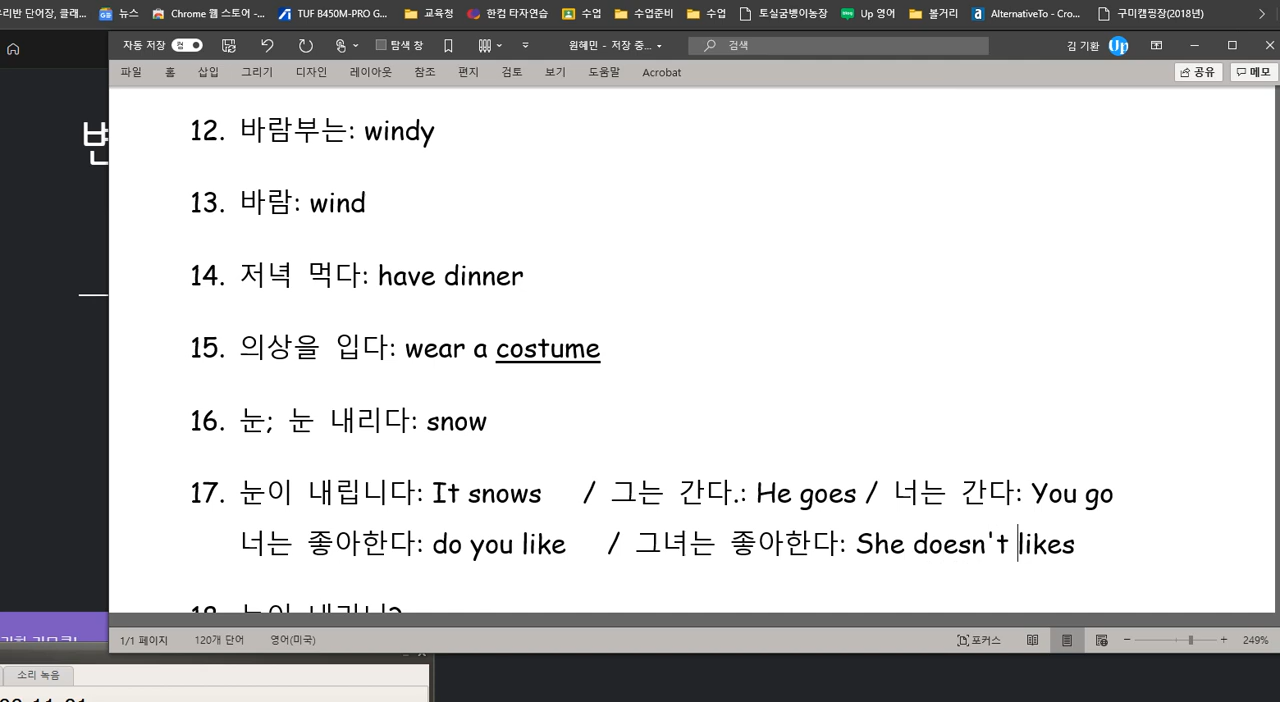 우리반 단어장, 클래... 뉴스 Chrome 웹 스토어 -... TUF B450M-PRO G... 교육청 한컴 타자연습 수업 수업준비 수접 토실굼벵이농장 Up 영어 볼거리 AlternativeTo - Cro... 구미캠핑장(2018년)
자동 저장 탐색 창 원혜민 - 저장 중... 검색 김 기환 Up
파일 홈 삽입 그리기 디자인 레이아웃 참조 편지 검토 보기 도움말 Acrobat 공유 메모
12. 바람부는: windy
13. 바람: wind
14. 저녁 먹다: have dinner
15. 의상을 입다: wear a costume
16. 눈; 눈 내리다: snow
17. 눈이 내립니다: It snows / 그는 간다.: He goes / 너는 간다: You go
너는 좋아한다: do you like / 그녀는 좋아한다: She doesn't likes
1/1 페이지 120개 단어 영어(미국) 포커스 249%
소리 녹음